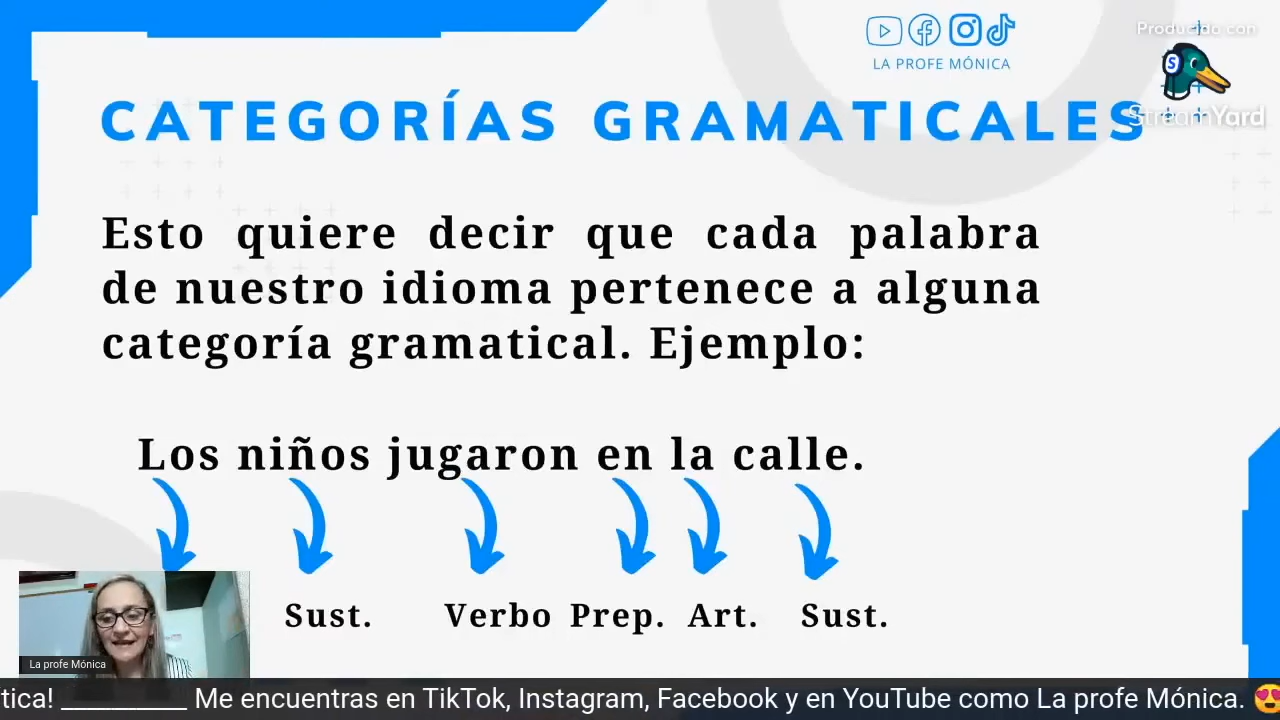 LA PROFE MÓNICA
Producido con
StreamYard
CATEGORÍAS GRAMATICALES
Esto quiere decir que cada palabra
de nuestro idioma pertenece a alguna
categoría gramatical. Ejemplo:
Los niños jugaron en la calle.
Sust. Verbo Prep. Art. Sust.
La profe Mónica
tica! __________ Me encuentras en TikTok, Instagram, Facebook y en YouTube como La profe Mónica. 😍